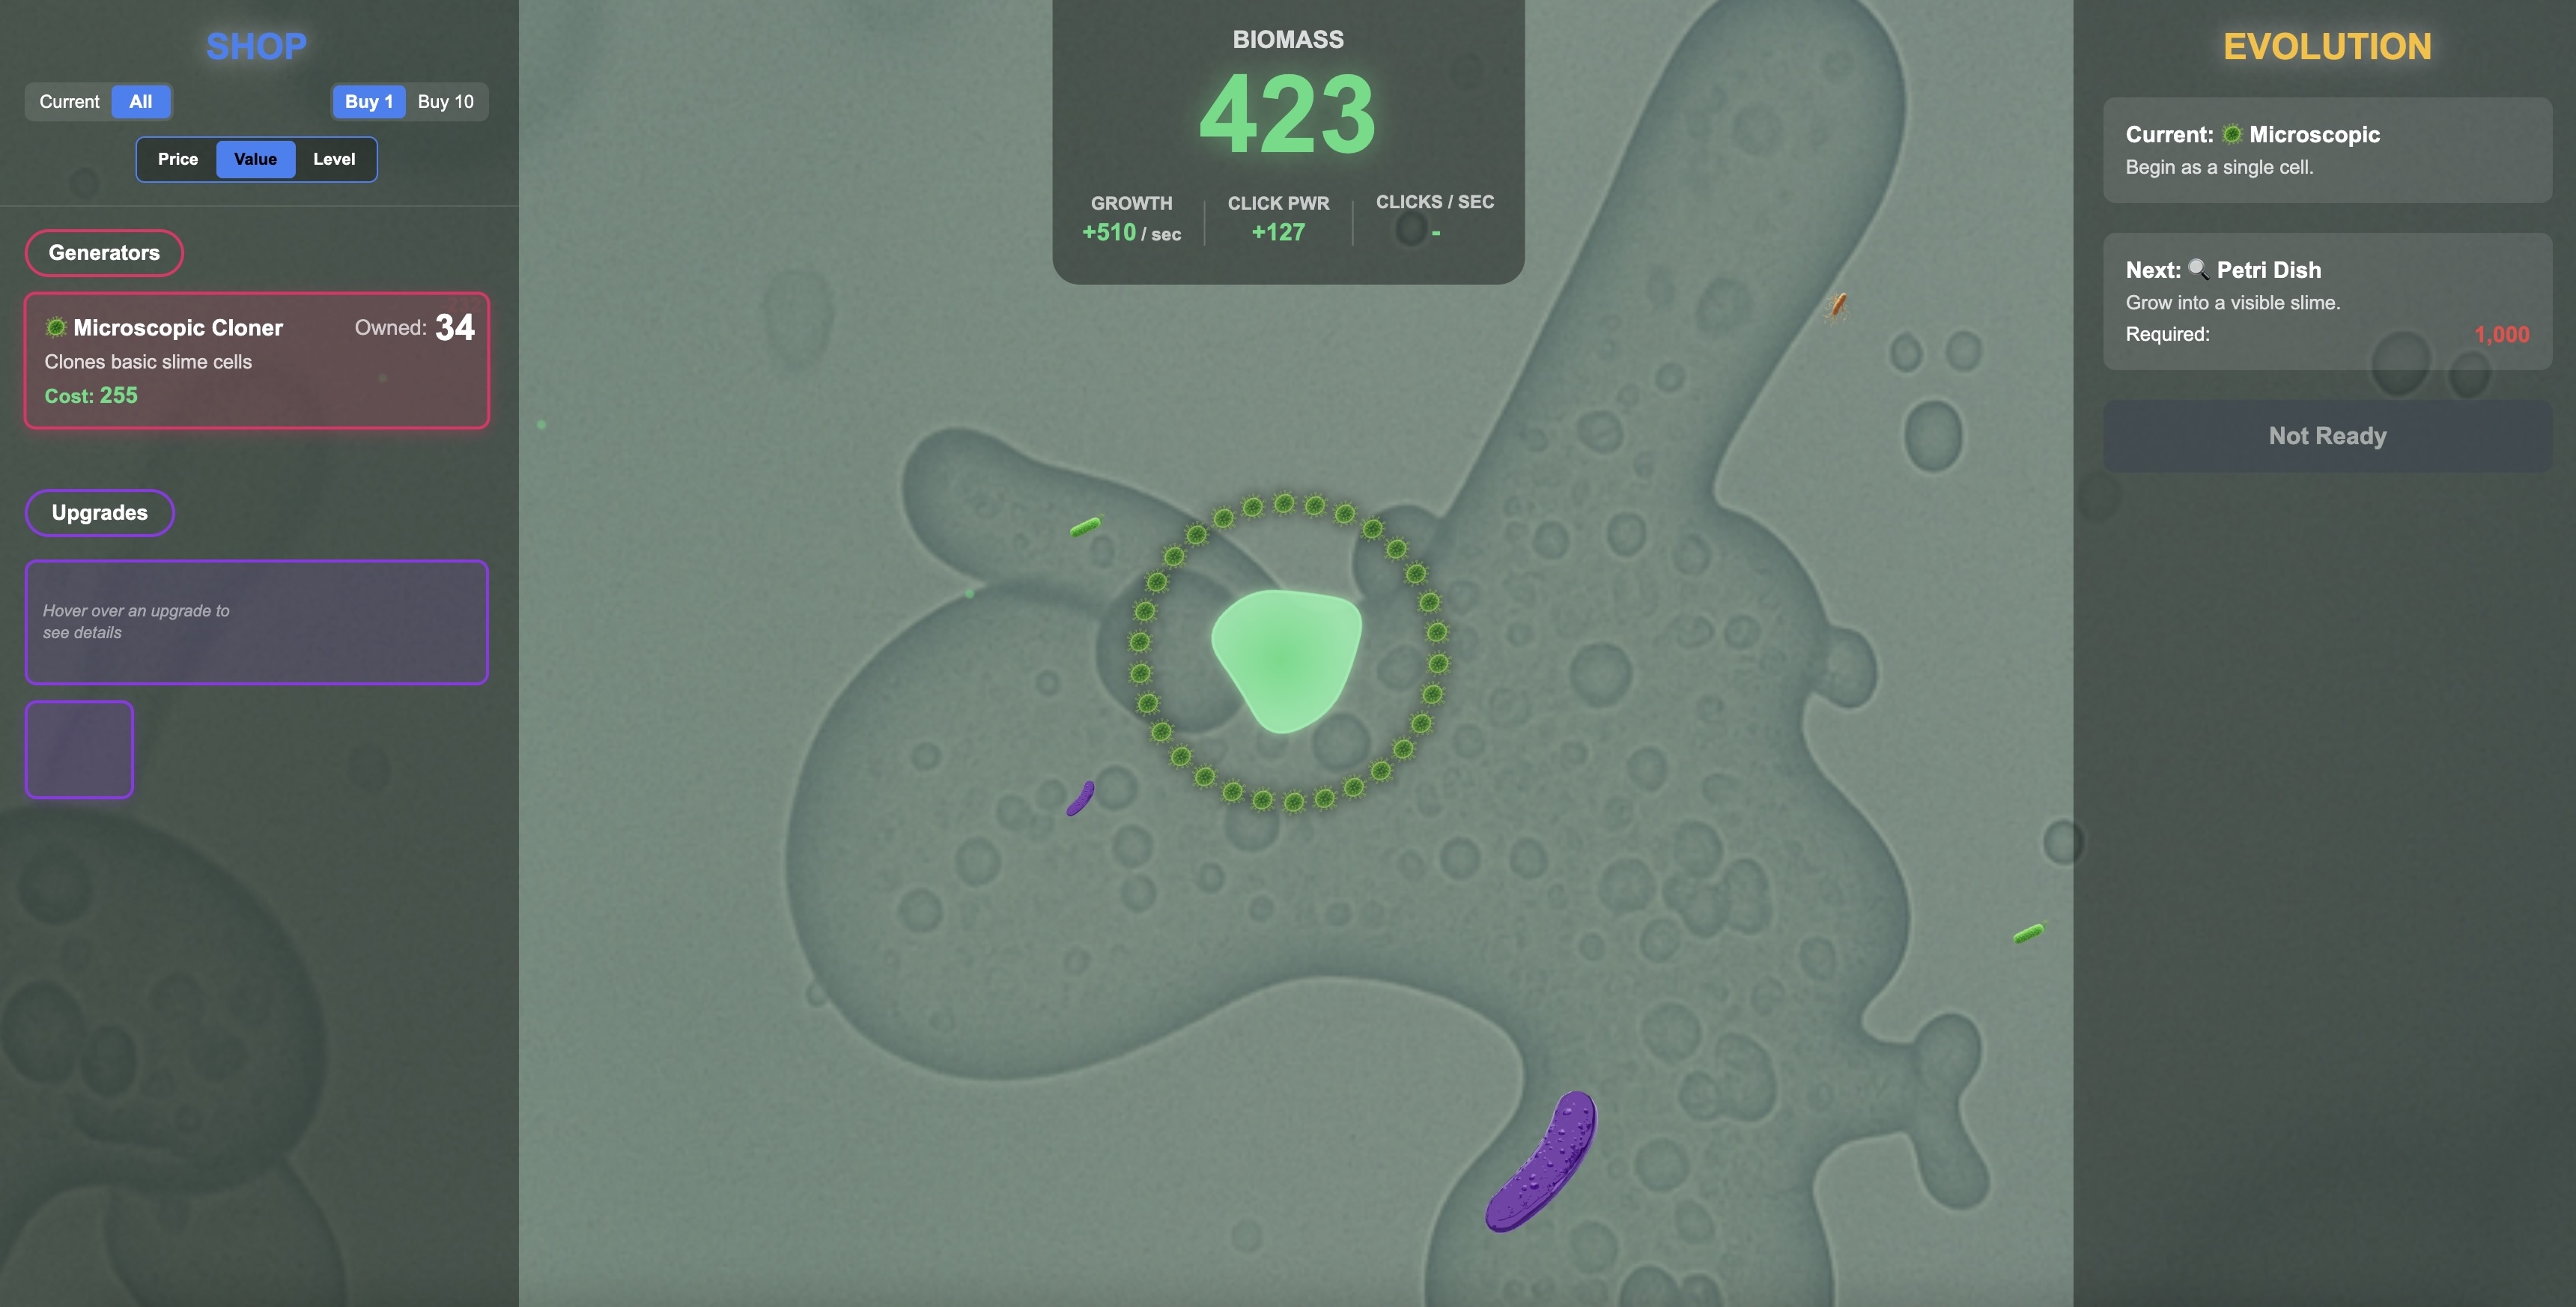 SHOP
Current All Buy 1 Buy 10
Price Value Level
Generators
Microscopic Cloner Owned: 34
Clones basic slime cells
Cost: 255
Upgrades
Hover over an upgrade to
see details
BIOMASS
423
GROWTH CLICK PWR CLICKS / SEC
+510 / sec +127 -
EVOLUTION
Current: Microscopic
Begin as a single cell.
Next: Petri Dish
Grow into a visible slime.
Required: 1,000
Not Ready